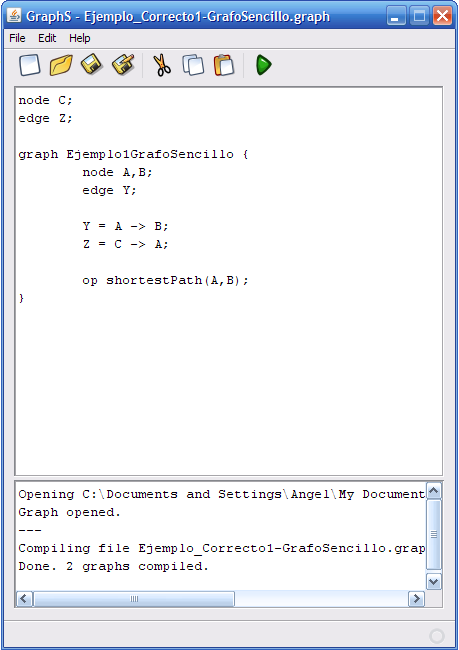 GraphS - Ejemplo_Correcto1-GrafoSencillo.graph
File Edit Help
node C;
edge Z;
graph Ejemplo1GrafoSencillo {
node A,B;
edge Y;
Y = A -> B;
Z = C -> A;
op shortestPath(A,B);
}
Opening C:\Documents and Settings\Angel\My Document
Graph opened.
---
Compiling file Ejemplo_Correcto1-GrafoSencillo.grap
Done. 2 graphs compiled.